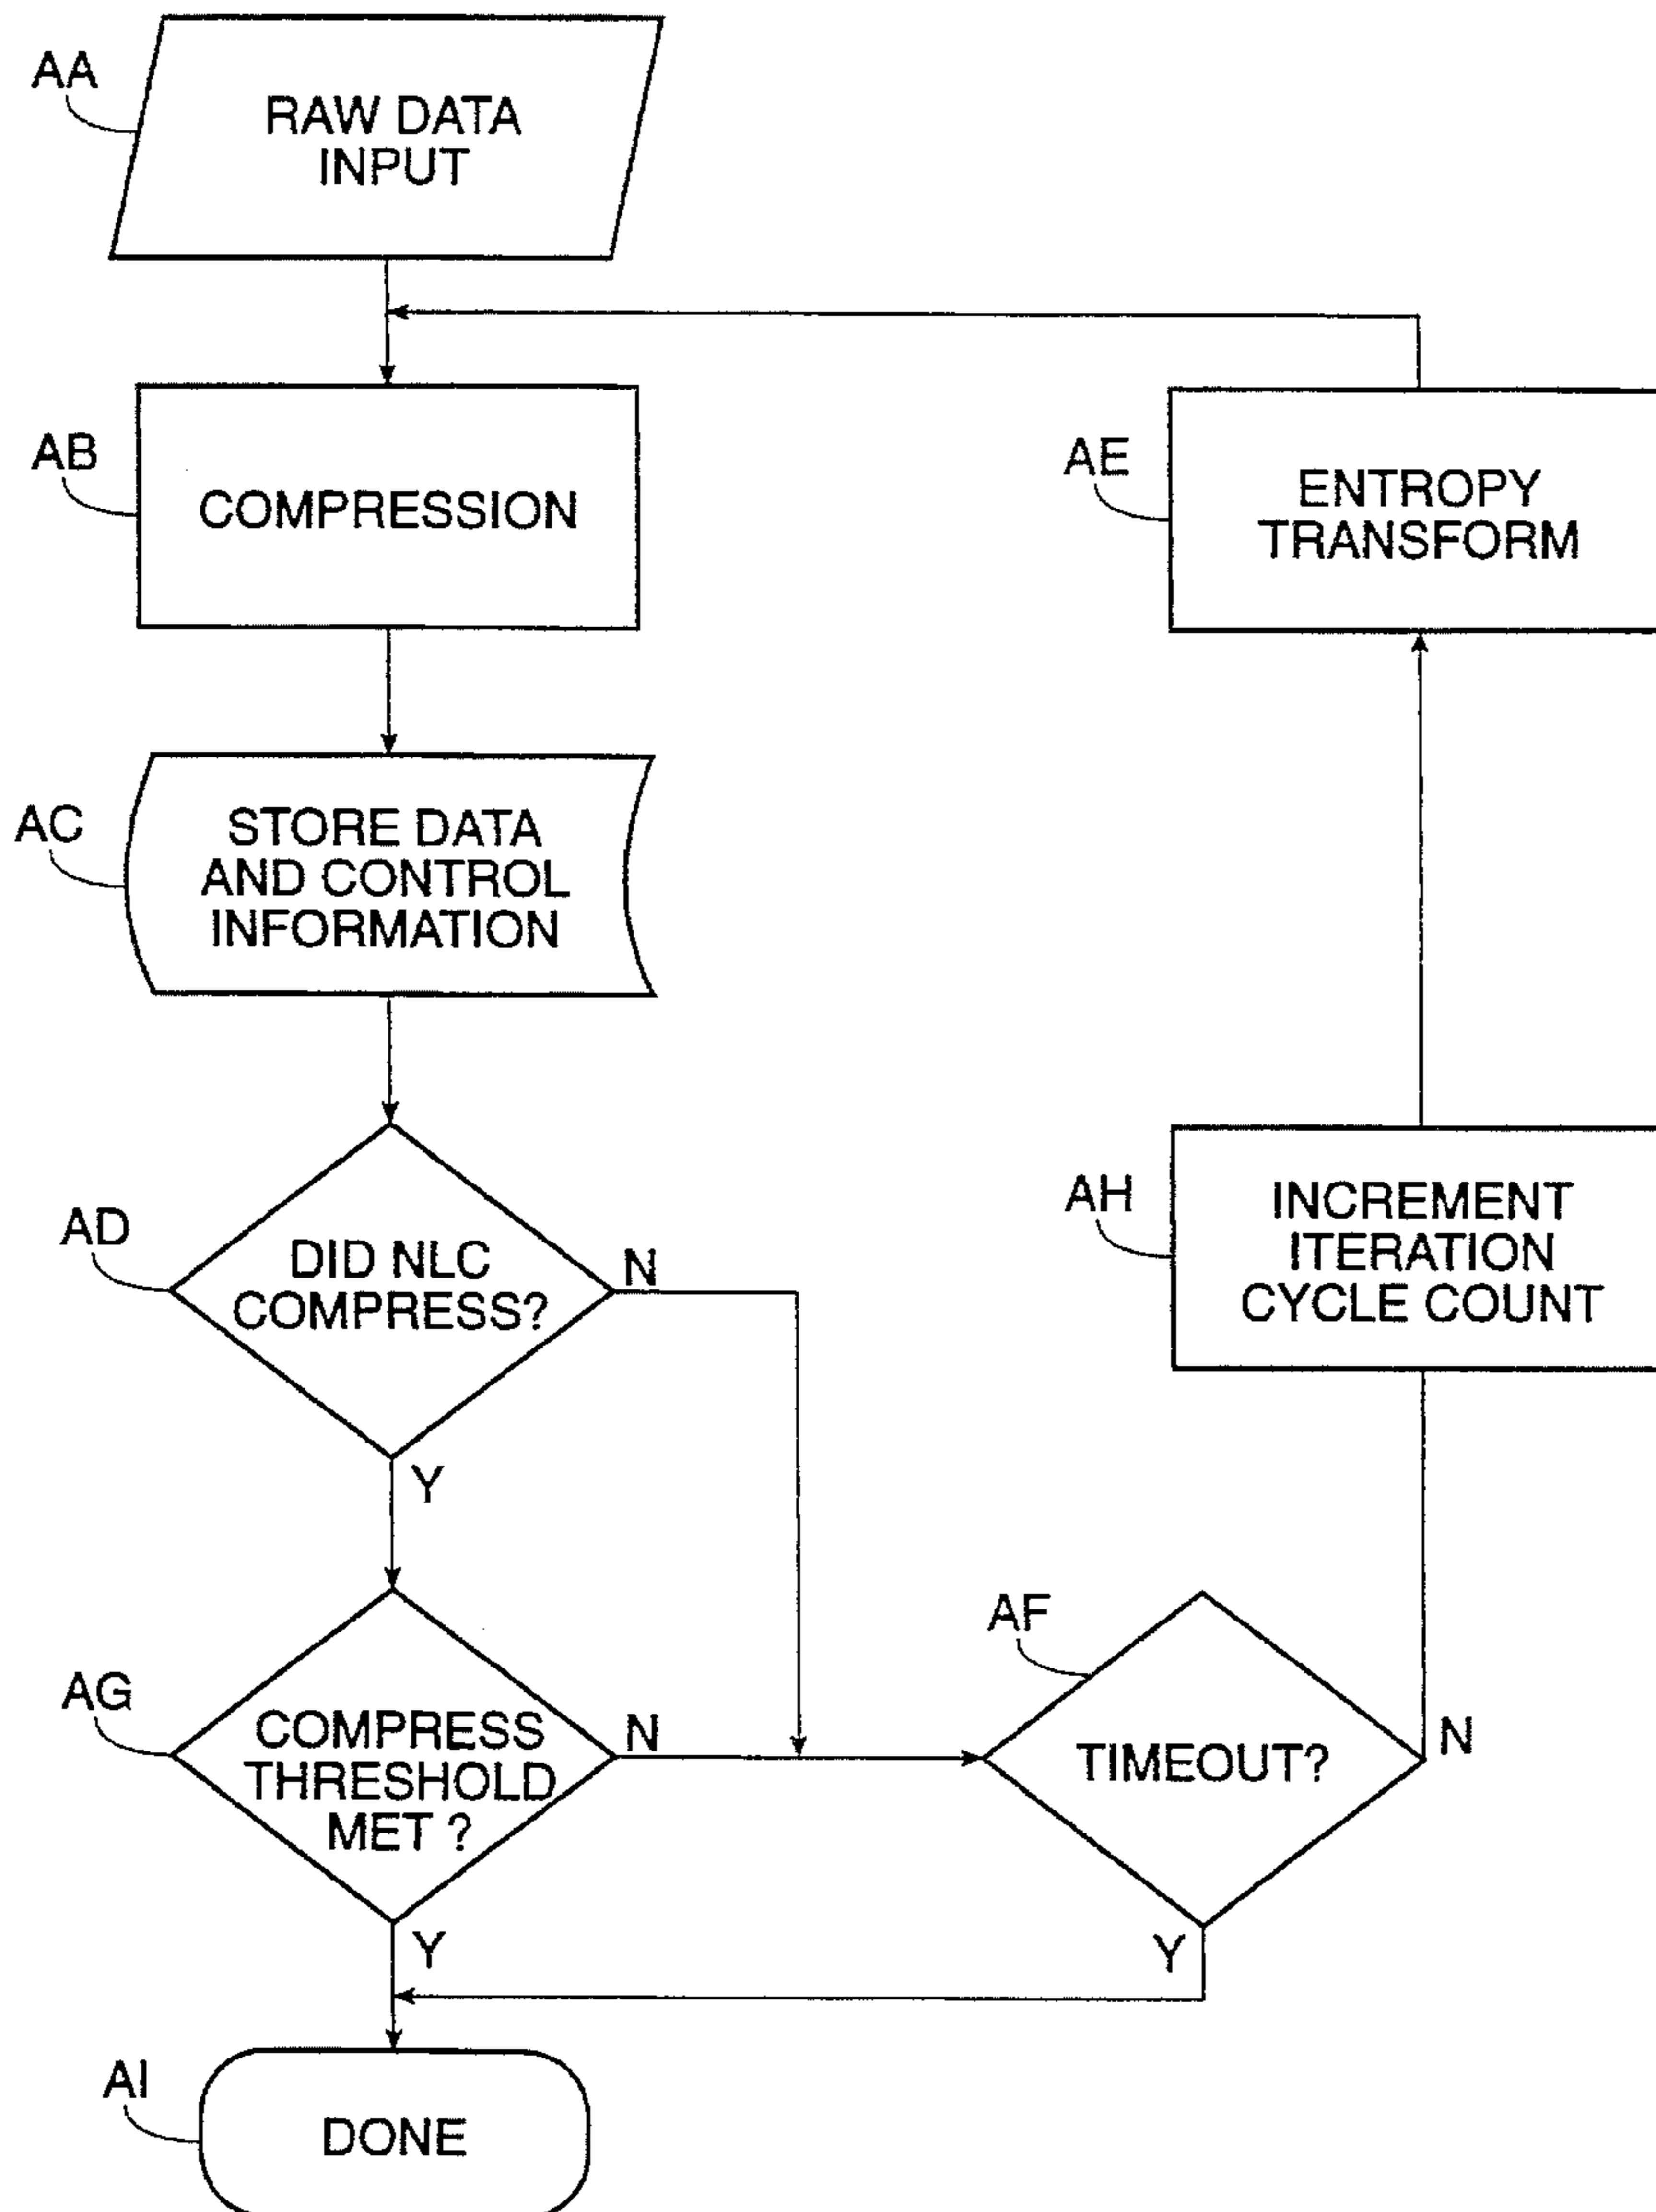 AA
RAW DATA
INPUT
AB
COMPRESSION
AE
ENTROPY
TRANSFORM
AC
STORE DATA
AND CONTROL
INFORMATION
AD
DID NLC
COMPRESS?
N
Y
AH
INCREMENT
ITERATION
CYCLE COUNT
AG
COMPRESS
THRESHOLD
MET ?
N
Y
AF
TIMEOUT?
N
Y
AI
DONE